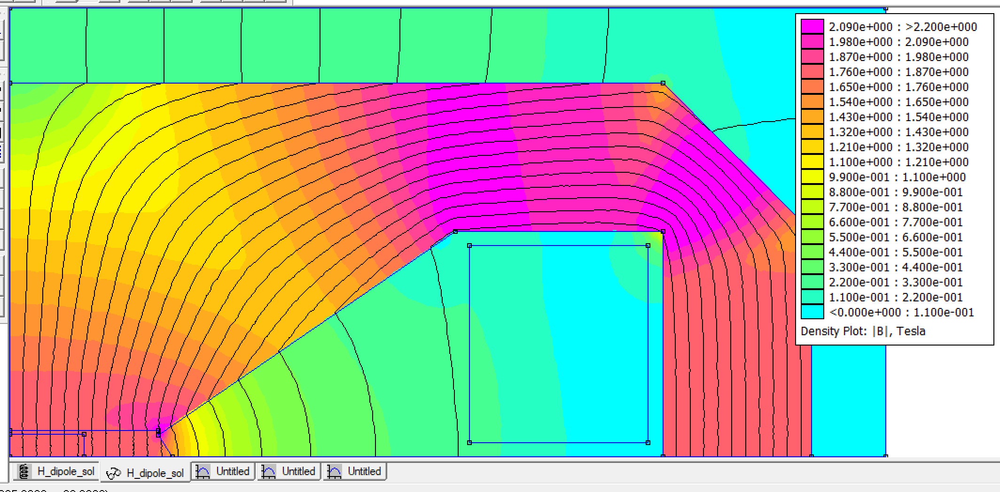 2.090e+000 : >2.200e+000
1.980e+000 : 2.090e+000
1.870e+000 : 1.980e+000
1.760e+000 : 1.870e+000
1.650e+000 : 1.760e+000
1.540e+000 : 1.650e+000
1.430e+000 : 1.540e+000
1.320e+000 : 1.430e+000
1.210e+000 : 1.320e+000
1.100e+000 : 1.210e+000
9.900e-001 : 1.100e+000
8.800e-001 : 9.900e-001
7.700e-001 : 8.800e-001
6.600e-001 : 7.700e-001
5.500e-001 : 6.600e-001
4.400e-001 : 5.500e-001
3.300e-001 : 4.400e-001
2.200e-001 : 3.300e-001
1.100e-001 : 2.200e-001
<0.000e+000 : 1.100e-001
Density Plot: |B|, Tesla
H_dipole_sol H_dipole_sol Untitled Untitled Untitled